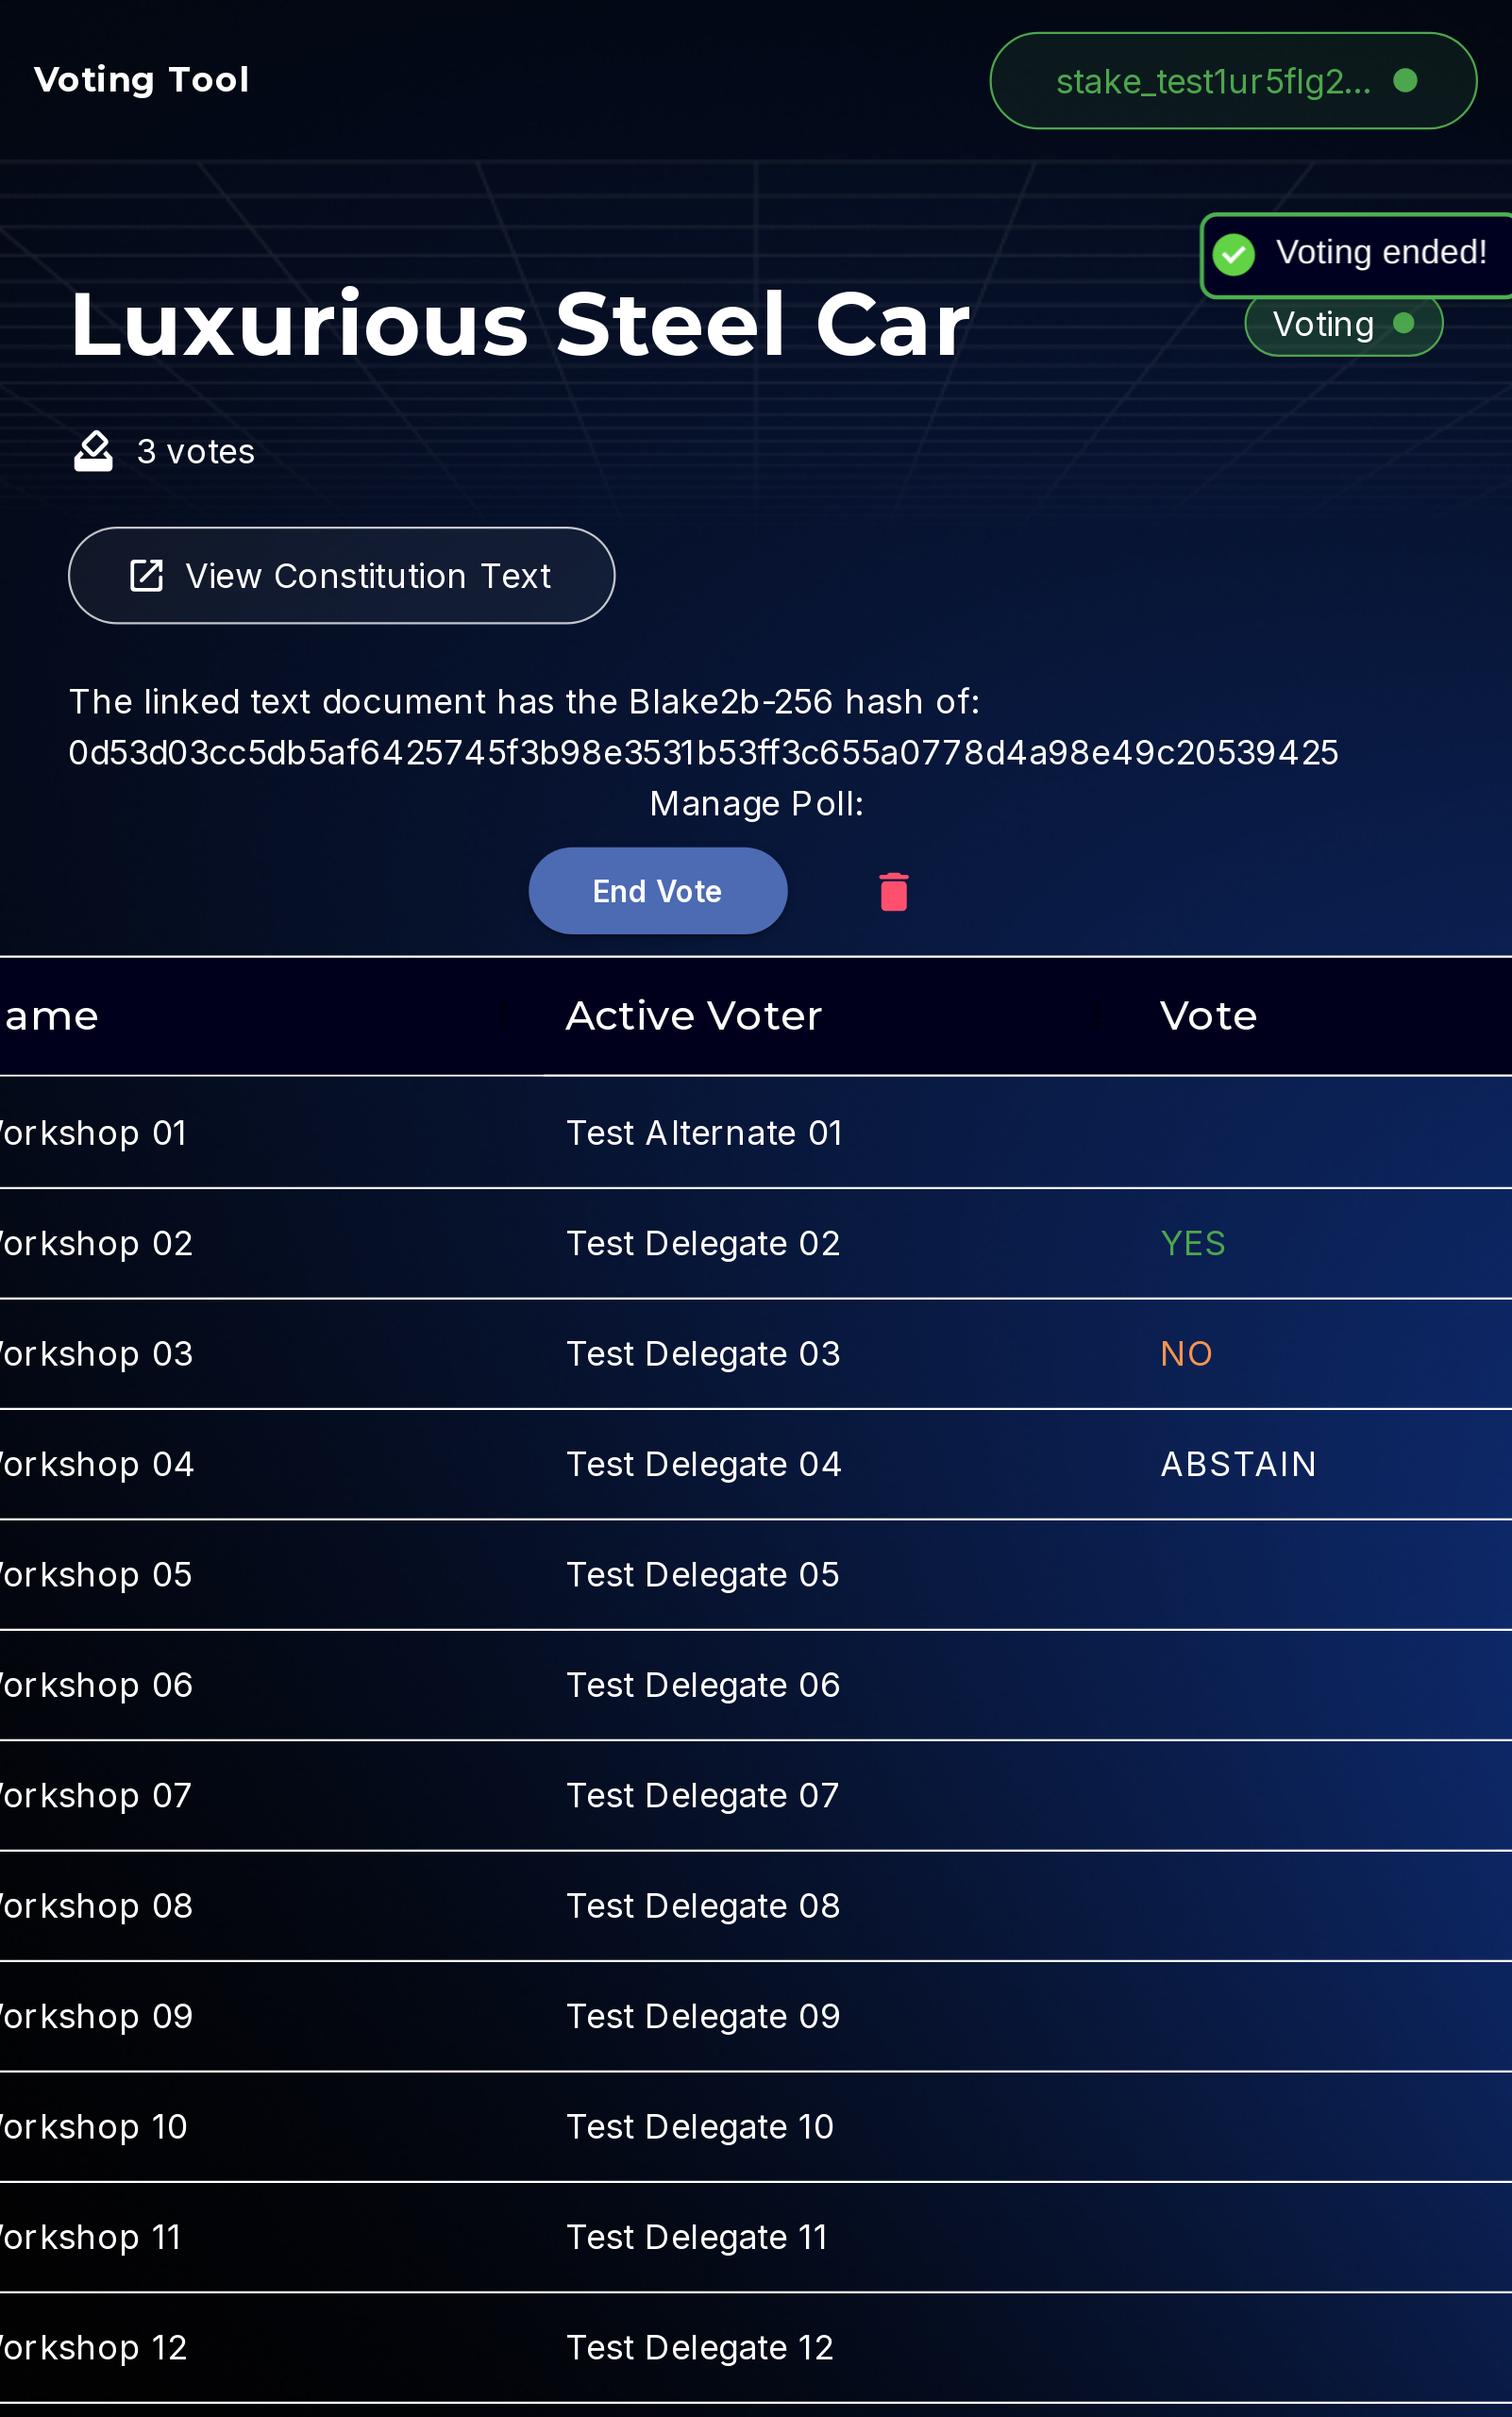 Voting Tool
stake_test1ur5flg2...
Voting ended!
Luxurious Steel Car
Voting
3 votes
View Constitution Text
The linked text document has the Blake2b-256 hash of:
0d53d03cc5db5af6425745f3b98e3531b53ff3c655a0778d4a98e49c20539425
Manage Poll:
End Vote
ame Active Voter Vote
orkshop 01 Test Alternate 01
orkshop 02 Test Delegate 02 YES
orkshop 03 Test Delegate 03 NO
orkshop 04 Test Delegate 04 ABSTAIN
orkshop 05 Test Delegate 05
orkshop 06 Test Delegate 06
orkshop 07 Test Delegate 07
orkshop 08 Test Delegate 08
orkshop 09 Test Delegate 09
orkshop 10 Test Delegate 10
orkshop 11 Test Delegate 11
orkshop 12 Test Delegate 12